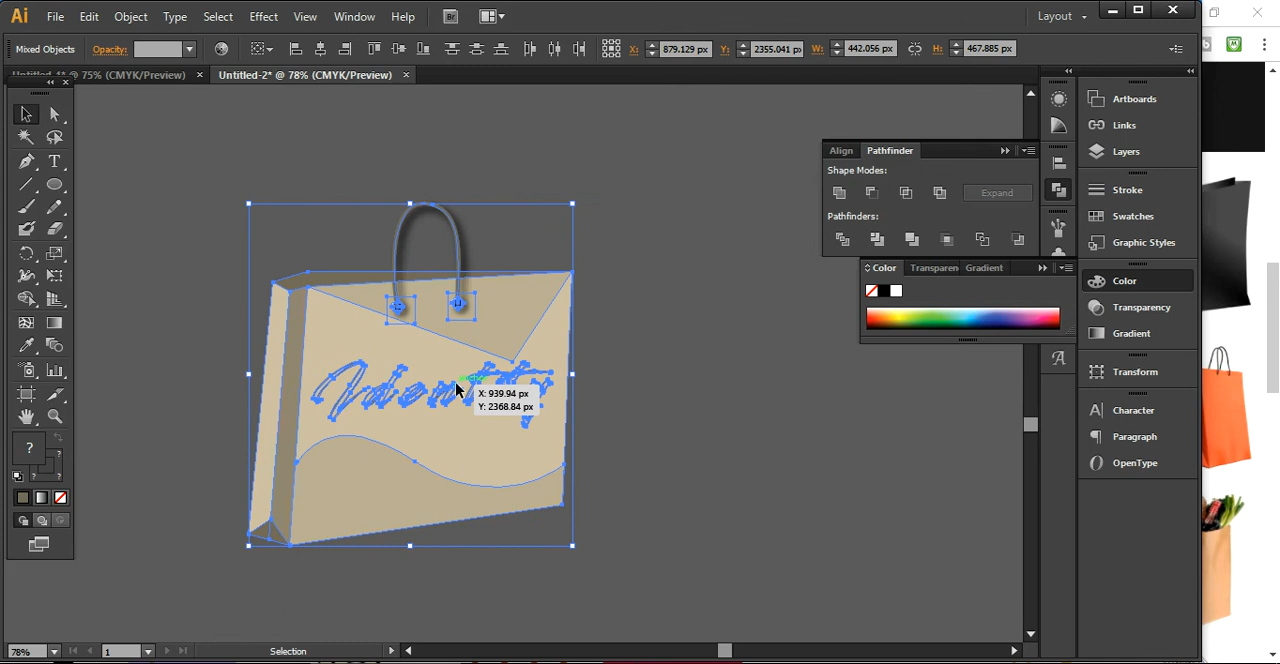 Ai File Edit Object Type Select Effect View Window Help Br Layout
Mixed Objects Opacity: X: 879.129 px Y: 2355.041 p W: 442.056 px H: 467.885 px
Untitled-1* @ 75% (CMYK/Preview) × Untitled-2* @ 78% (CMYK/Preview) ×
Artboards
Links
Layers
Stroke
Swatches
Graphic Styles
Color
Transparency
Gradient
Transform
Character
Paragraph
OpenType
Align Pathfinder
Shape Modes:
Expand
Pathfinders:
Color Transparen Gradient
Identity
X: 939.94 px
Y: 2368.84 px
78% 1 Selection